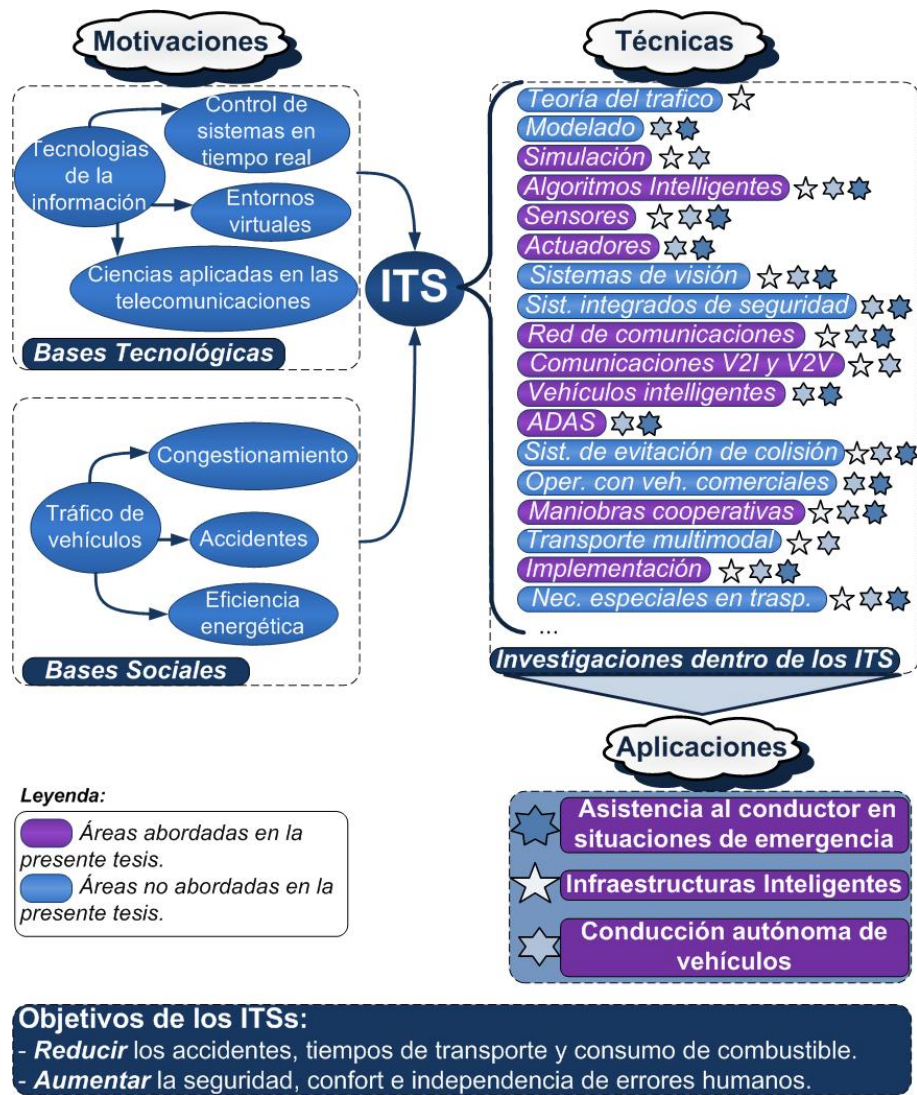 Motivaciones
Tecnologias
de la
información
Control de
sistemas en
tiempo real
Entornos
virtuales
Ciencias aplicadas en las
telecomunicaciones
Bases Tecnológicas
Tráfico de
vehículos
Congestionamiento
Accidentes
Eficiencia
energética
Bases Sociales
ITS
Técnicas
Teoría del trafico
Modelado
Simulación
Algoritmos Intelligentes
Sensores
Actuadores
Sistemas de visión
Sist. integrados de seguridad
Red de comunicaciones
Comunicaciones V2I y V2V
Vehículos intelligentes
ADAS
Sist. de evitación de colisión
Oper. con veh. comerciales
Maniobras cooperativas
Transporte multimodal
Implementación
Nec. especiales en trasp.
...
Investigaciones dentro de los ITS
Aplicaciones
Asistencia al conductor en
situaciones de emergencia
Infraestructuras Inteligentes
Conducción autónoma de
vehículos
Leyenda:
Áreas abordadas en la
presente tesis.
Áreas no abordadas en la
presente tesis.
Objetivos de los ITSs:
- Reducir los accidentes, tiempos de transporte y consumo de combustible.
- Aumentar la seguridad, confort e independencia de errores humanos.